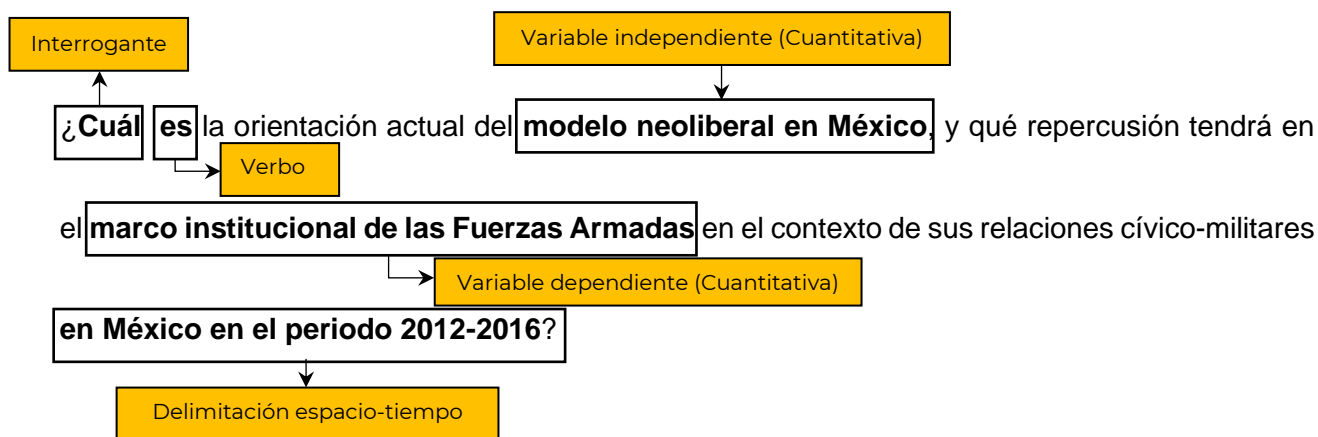 Interrogante
Variable independiente (Cuantitativa)
¿Cuál es la orientación actual del modelo neoliberal en México, y qué repercusión tendrá en
Verbo
el marco institucional de las Fuerzas Armadas en el contexto de sus relaciones cívico-militares
Variable dependiente (Cuantitativa)
en México en el periodo 2012-2016?
Delimitación espacio-tiempo